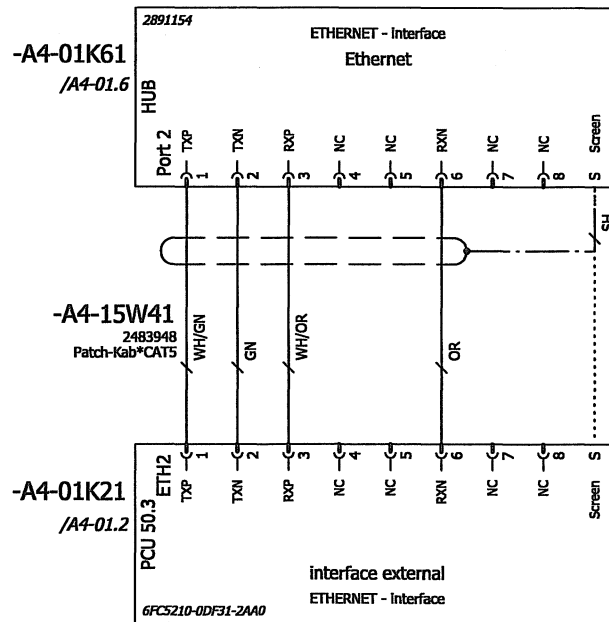 2891154
ETHERNET - interface
Ethernet
-A4-01K61
/A4-01.6
HUB
Port 2
TXP
TXN
RXP
NC
NC
RXN
NC
NC
Screen
1
2
3
4
5
6
7
8
S
SH
-A4-15W41
2483948
Patch-Kab*CAT5
WH/GN
GN
WH/OR
OR
-A4-01K21
/A4-01.2
PCU 50.3
ETH2
1
2
3
4
5
6
7
8
S
TXP
TXN
RXP
NC
NC
RXN
NC
NC
Screen
interface external
ETHERNET - interface
6FC5210-0DF31-2AA0